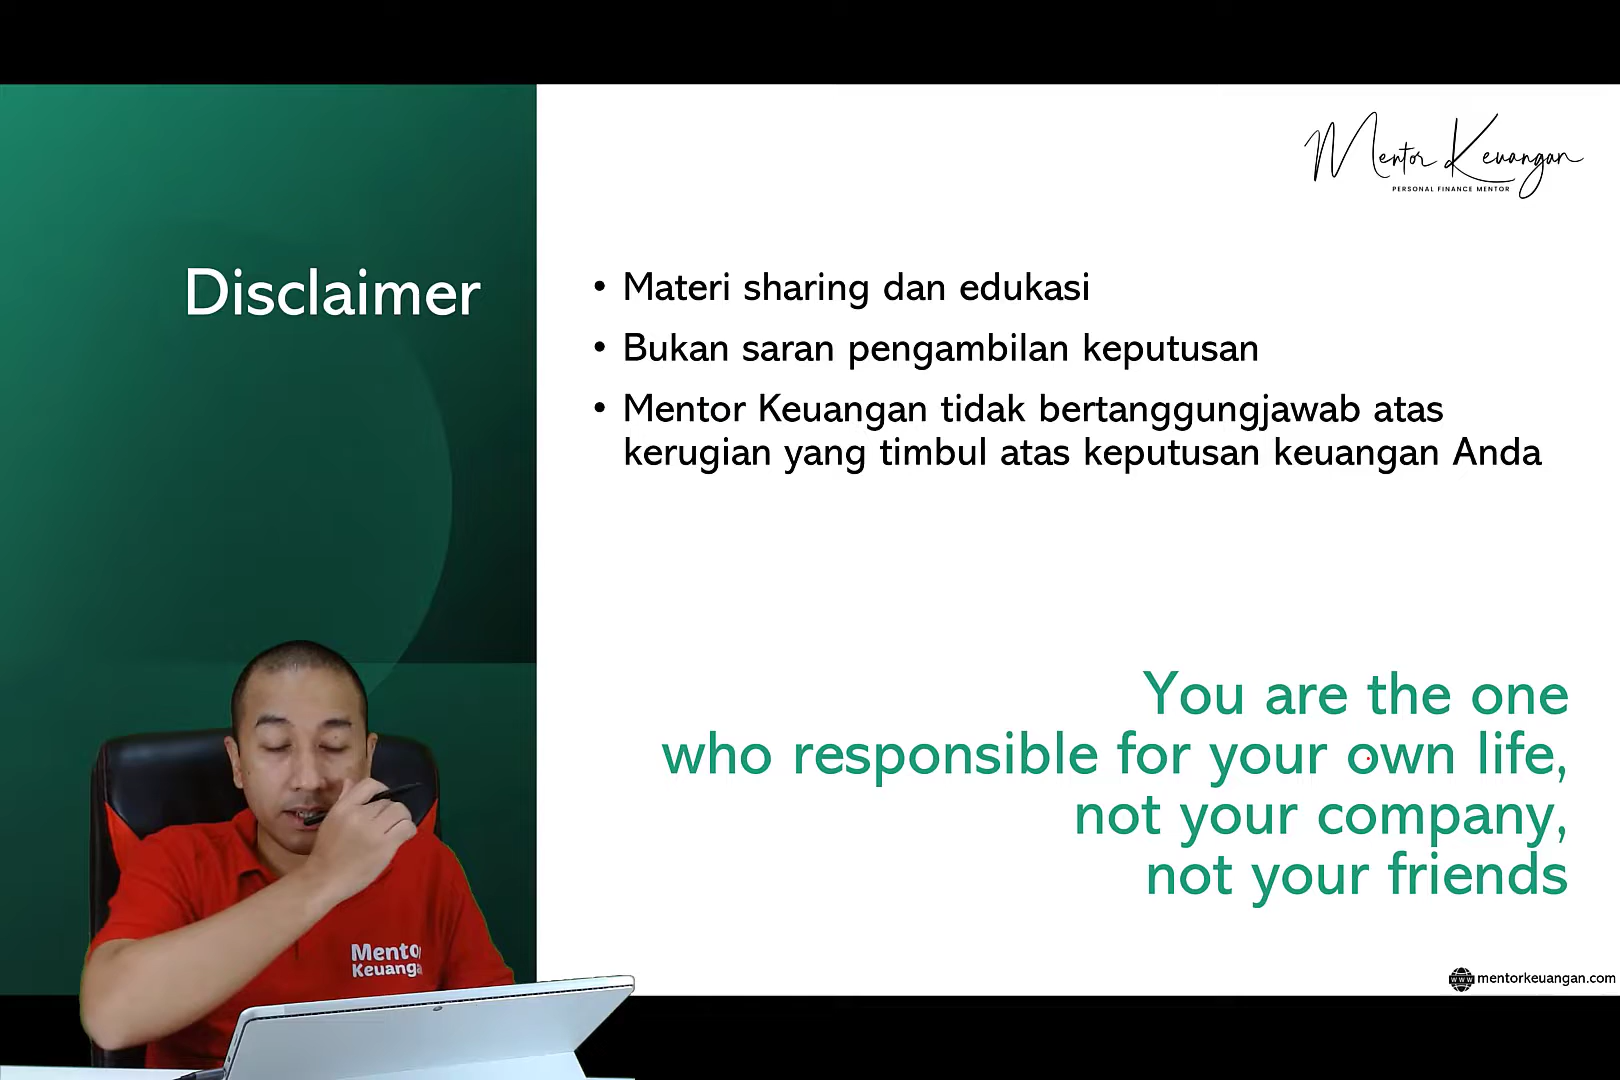 Mentor Keuangan
PERSONAL FINANCE MENTOR
Disclaimer
• Materi sharing dan edukasi
• Bukan saran pengambilan keputusan
• Mentor Keuangan tidak bertanggungjawab atas
kerugian yang timbul atas keputusan keuangan Anda
You are the one
who responsible for your own life,
not your company,
not your friends
Mentor
Keuanga
www mentorkeuangan.com